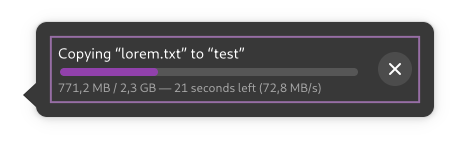 Copying “lorem.txt” to “test”
771,2 MB / 2,3 GB — 21 seconds left (72,8 MB/s)